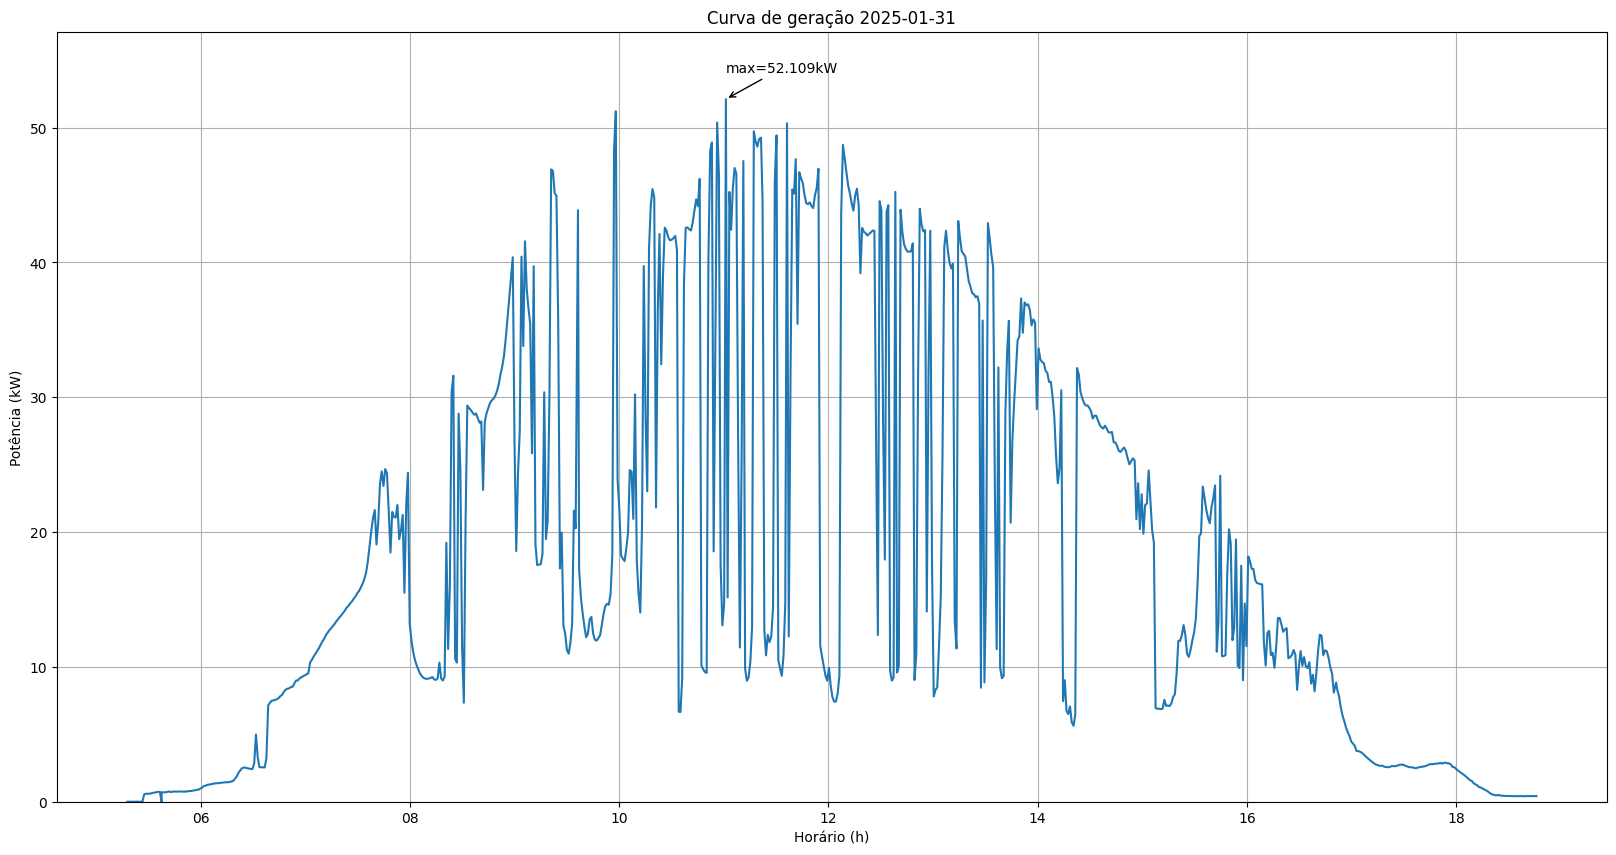 Curva de geração 2025-01-31
max=52.109kW
50
40
30
20
10
0
Potência (kW)
06 08 10 12 14 16 18
Horário (h)